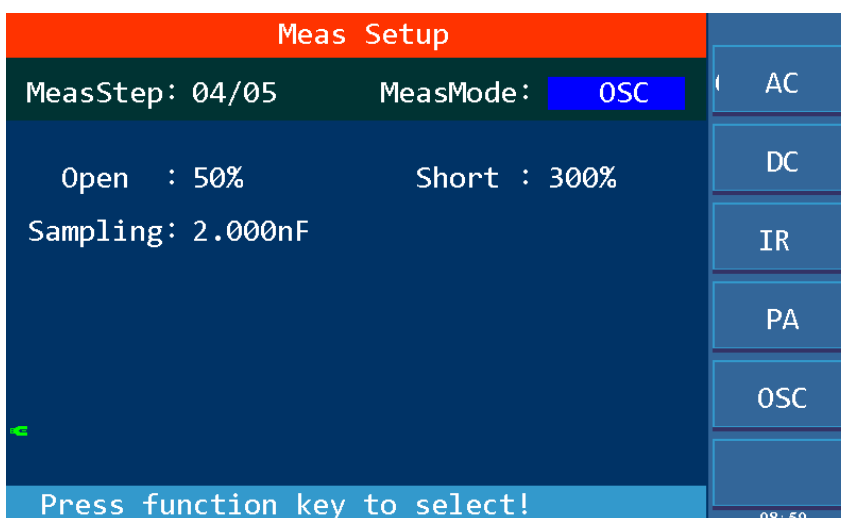 Meas Setup
MeasStep: 04/05 MeasMode: OSC
Open : 50% Short : 300%
Sampling: 2.000nF
Press function key to select!
AC
DC
IR
PA
OSC